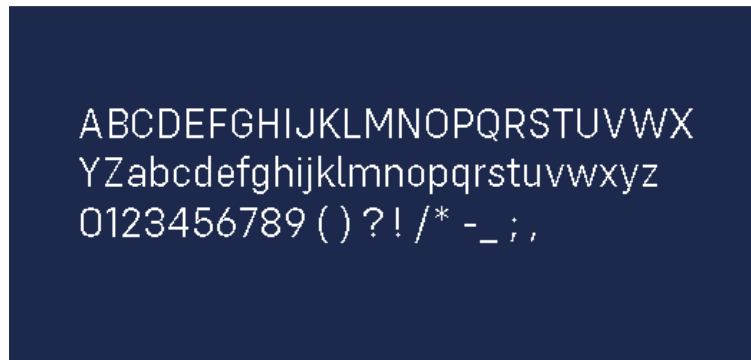 ABCDEFGHIJKLMNOPQRSTUVWX
YZabcdefghijklmnopqrstuvwxyz
0123456789 ( ) ? ! /* -_ ; ,